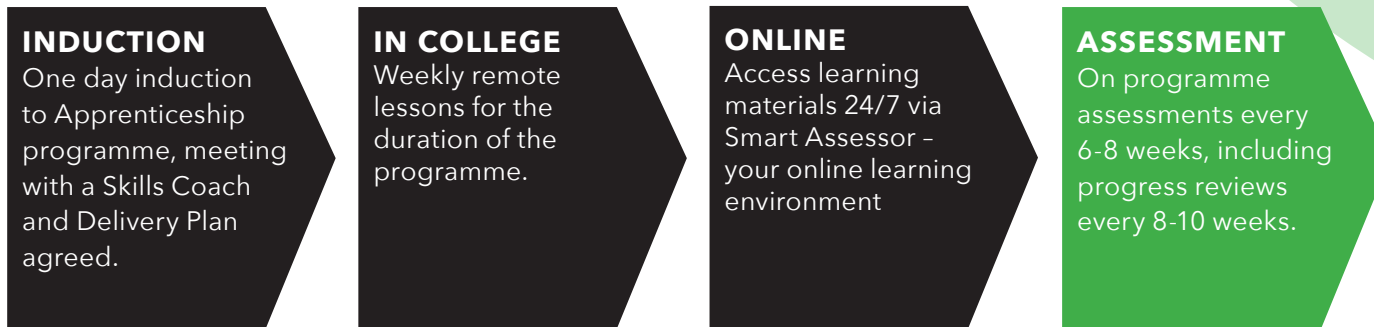 INDUCTION
One day induction
to Apprenticeship
programme, meeting
with a Skills Coach
and Delivery Plan
agreed.
IN COLLEGE
Weekly remote
lessons for the
duration of the
programme.
ONLINE
Access learning
materials 24/7 via
Smart Assessor –
your online learning
environment
ASSESSMENT
On programme
assessments every
6-8 weeks, including
progress reviews
every 8-10 weeks.